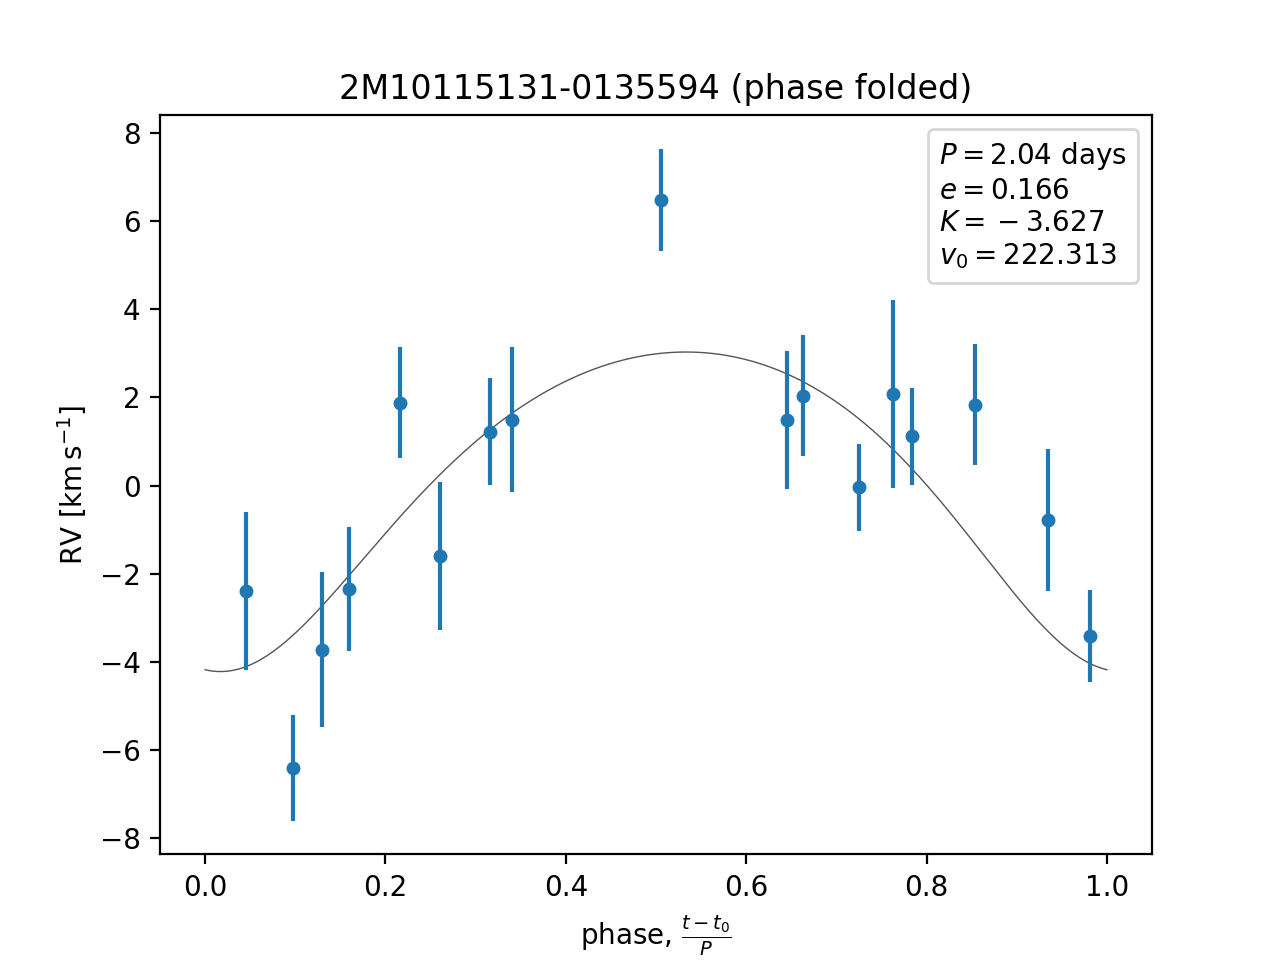 2M10115131-0135594 (phase folded)
P = 2.04 days
e = 0.166
K = −3.627
v₀ = 222.313
8
6
4
2
0
−2
−4
−6
−8
RV [km s⁻¹]
0.0 0.2 0.4 0.6 0.8 1.0
phase, (t − t₀)/P